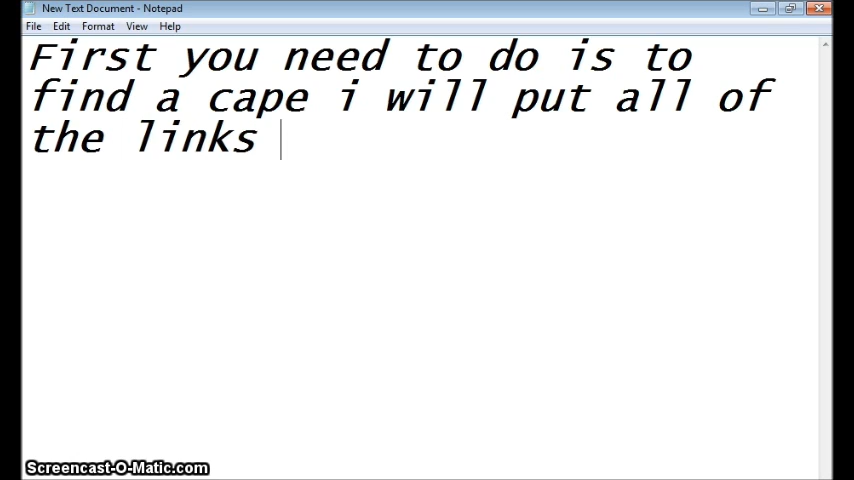 New Text Document - Notepad
File Edit Format View Help
First you need to do is to
find a cape i will put all of
the links
Screencast-O-Matic.com